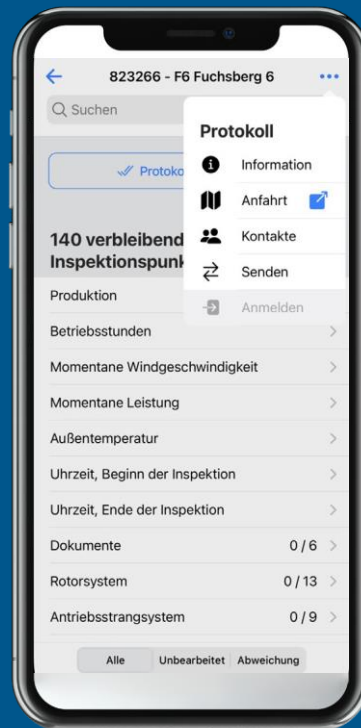 823266 - F6 Fuchsberg 6
Suchen
Protokoll
Information
Protoko
Anfahrt
Kontakte
140 verbleibend
Inspektionspunk
Senden
Anmelden
Produktion
Betriebsstunden
Momentane Windgeschwindigkeit
Momentane Leistung
Außentemperatur
Uhrzeit, Beginn der Inspektion
Uhrzeit, Ende der Inspektion
Dokumente 0 / 6
Rotorsystem 0 / 13
Antriebsstrangsystem 0 / 9
Alle Unbearbeitet Abweichung